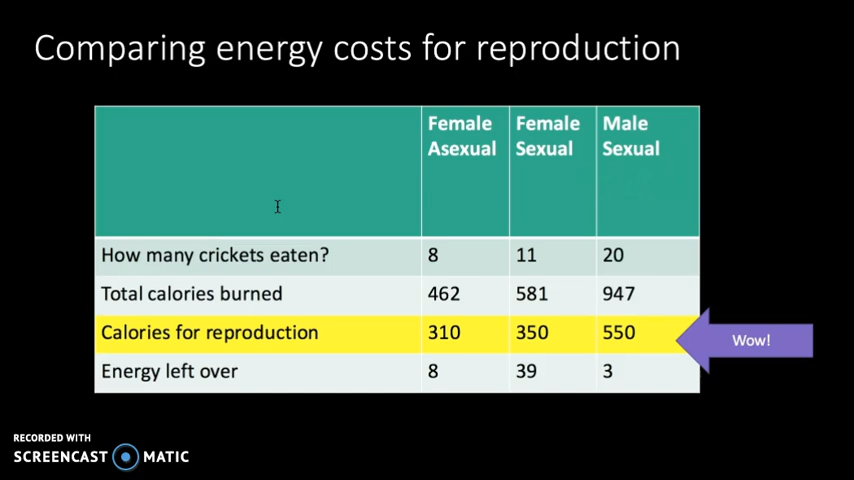 Comparing energy costs for reproduction
Female Asexual Female Sexual Male Sexual
How many crickets eaten? 8 11 20
Total calories burned 462 581 947
Calories for reproduction 310 350 550
Wow!
Energy left over 8 39 3
RECORDED WITH
SCREENCAST MATIC